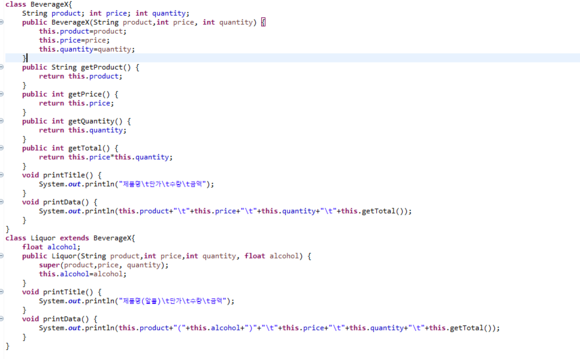 class BeverageX{
String product; int price; int quantity;
public BeverageX(String product,int price, int quantity) {
this.product=product;
this.price=price;
this.quantity=quantity;
}
public String getProduct() {
return this.product;
}
public int getPrice() {
return this.price;
}
public int getQuantity() {
return this.quantity;
}
public int getTotal() {
return this.price*this.quantity;
}
void printTitle() {
System.out.println("제품명\t단가\t수량\t금액");
}
void printData() {
System.out.println(this.product+"\t"+this.price+"\t"+this.quantity+"\t"+this.getTotal());
}
}
class Liquor extends BeverageX{
float alcohol;
public Liquor(String product,int price,int quantity, float alcohol) {
super(product,price, quantity);
this.alcohol=alcohol;
}
void printTitle() {
System.out.println("제품명(알콜)\t단가\t수량\t금액");
}
void printData() {
System.out.println(this.product+"("+this.alcohol+")"+"\t"+this.price+"\t"+this.quantity+"\t"+this.getTotal());
}
}